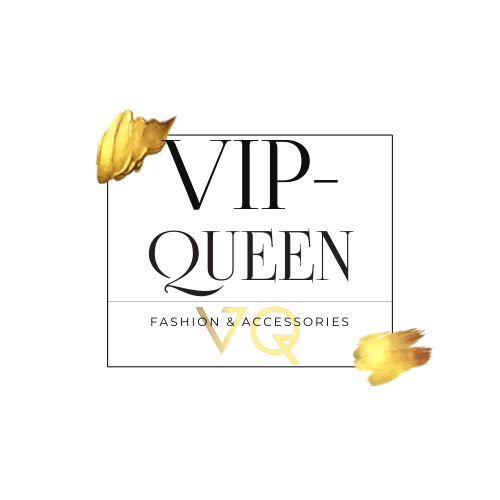 VIP-
QUEEN
FASHION & ACCESSORIES
VQ